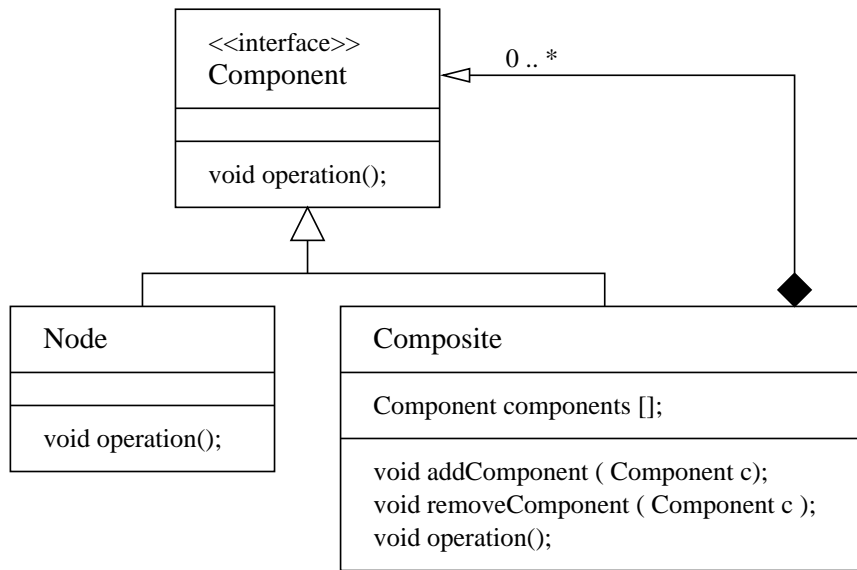 <<interface>>
Component
0 .. *
void operation();
Node
void operation();
Composite
Component components [];
void addComponent ( Component c);
void removeComponent ( Component c );
void operation();